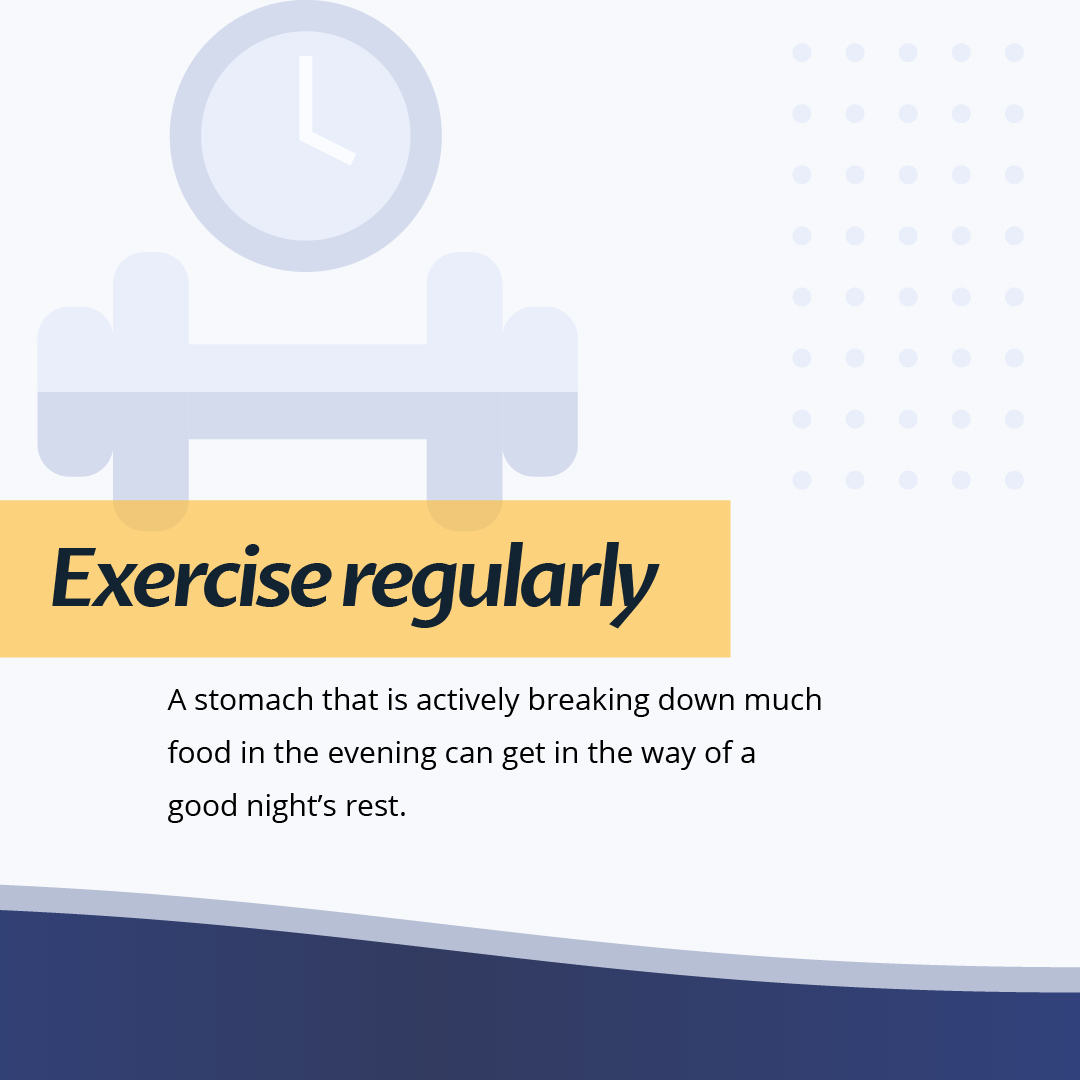 Exercise regularly
A stomach that is actively breaking down much
food in the evening can get in the way of a
good night’s rest.